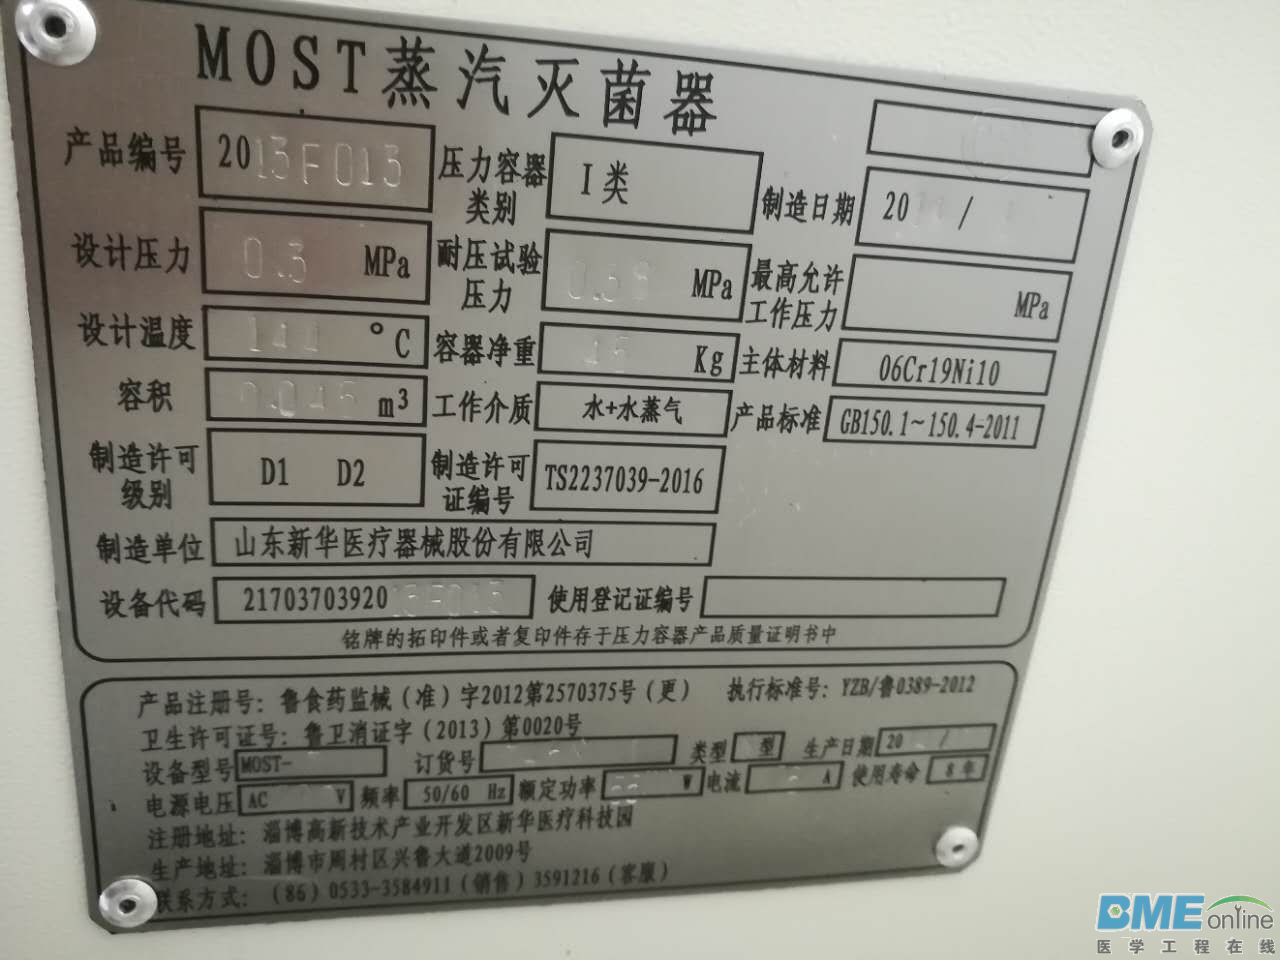 MOST蒸汽灭菌器
产品编号 2013F013 压力容器类别 I 类 制造日期 20 /
设计压力 0.3 MPa 耐压试验压力 MPa 最高允许工作压力 MPa
设计温度 144 °C 容器净重 Kg 主体材料 06Cr19Ni10
容积 0.045 m³ 工作介质 水+水蒸气 产品标准 GB150.1~150.4-2011
制造许可级别 D1 D2 制造许可证编号 TS2237039-2016
制造单位 山东新华医疗器械股份有限公司
设备代码 2170370392013F013 使用登记证编号
铭牌的拓印件或者复印件存于压力容器产品质量证明书中
产品注册号：鲁食药监械（准）字2012第2570375号（更） 执行标准号：YZB/鲁0389-2012
卫生许可证号：鲁卫消证字（2013）第0020号
设备型号 MOST- 订货号 类型 型 生产日期 20 /
电源电压 AC V 频率 50/60 Hz 额定功率 W 电流 A 使用寿命 8 年
注册地址：淄博高新技术产业开发区新华医疗科技园
生产地址：淄博市周村区兴鲁大道2009号
联系方式：（86）0533-3584911（销售）3591216（客服）
BMEonline
医学工程在线